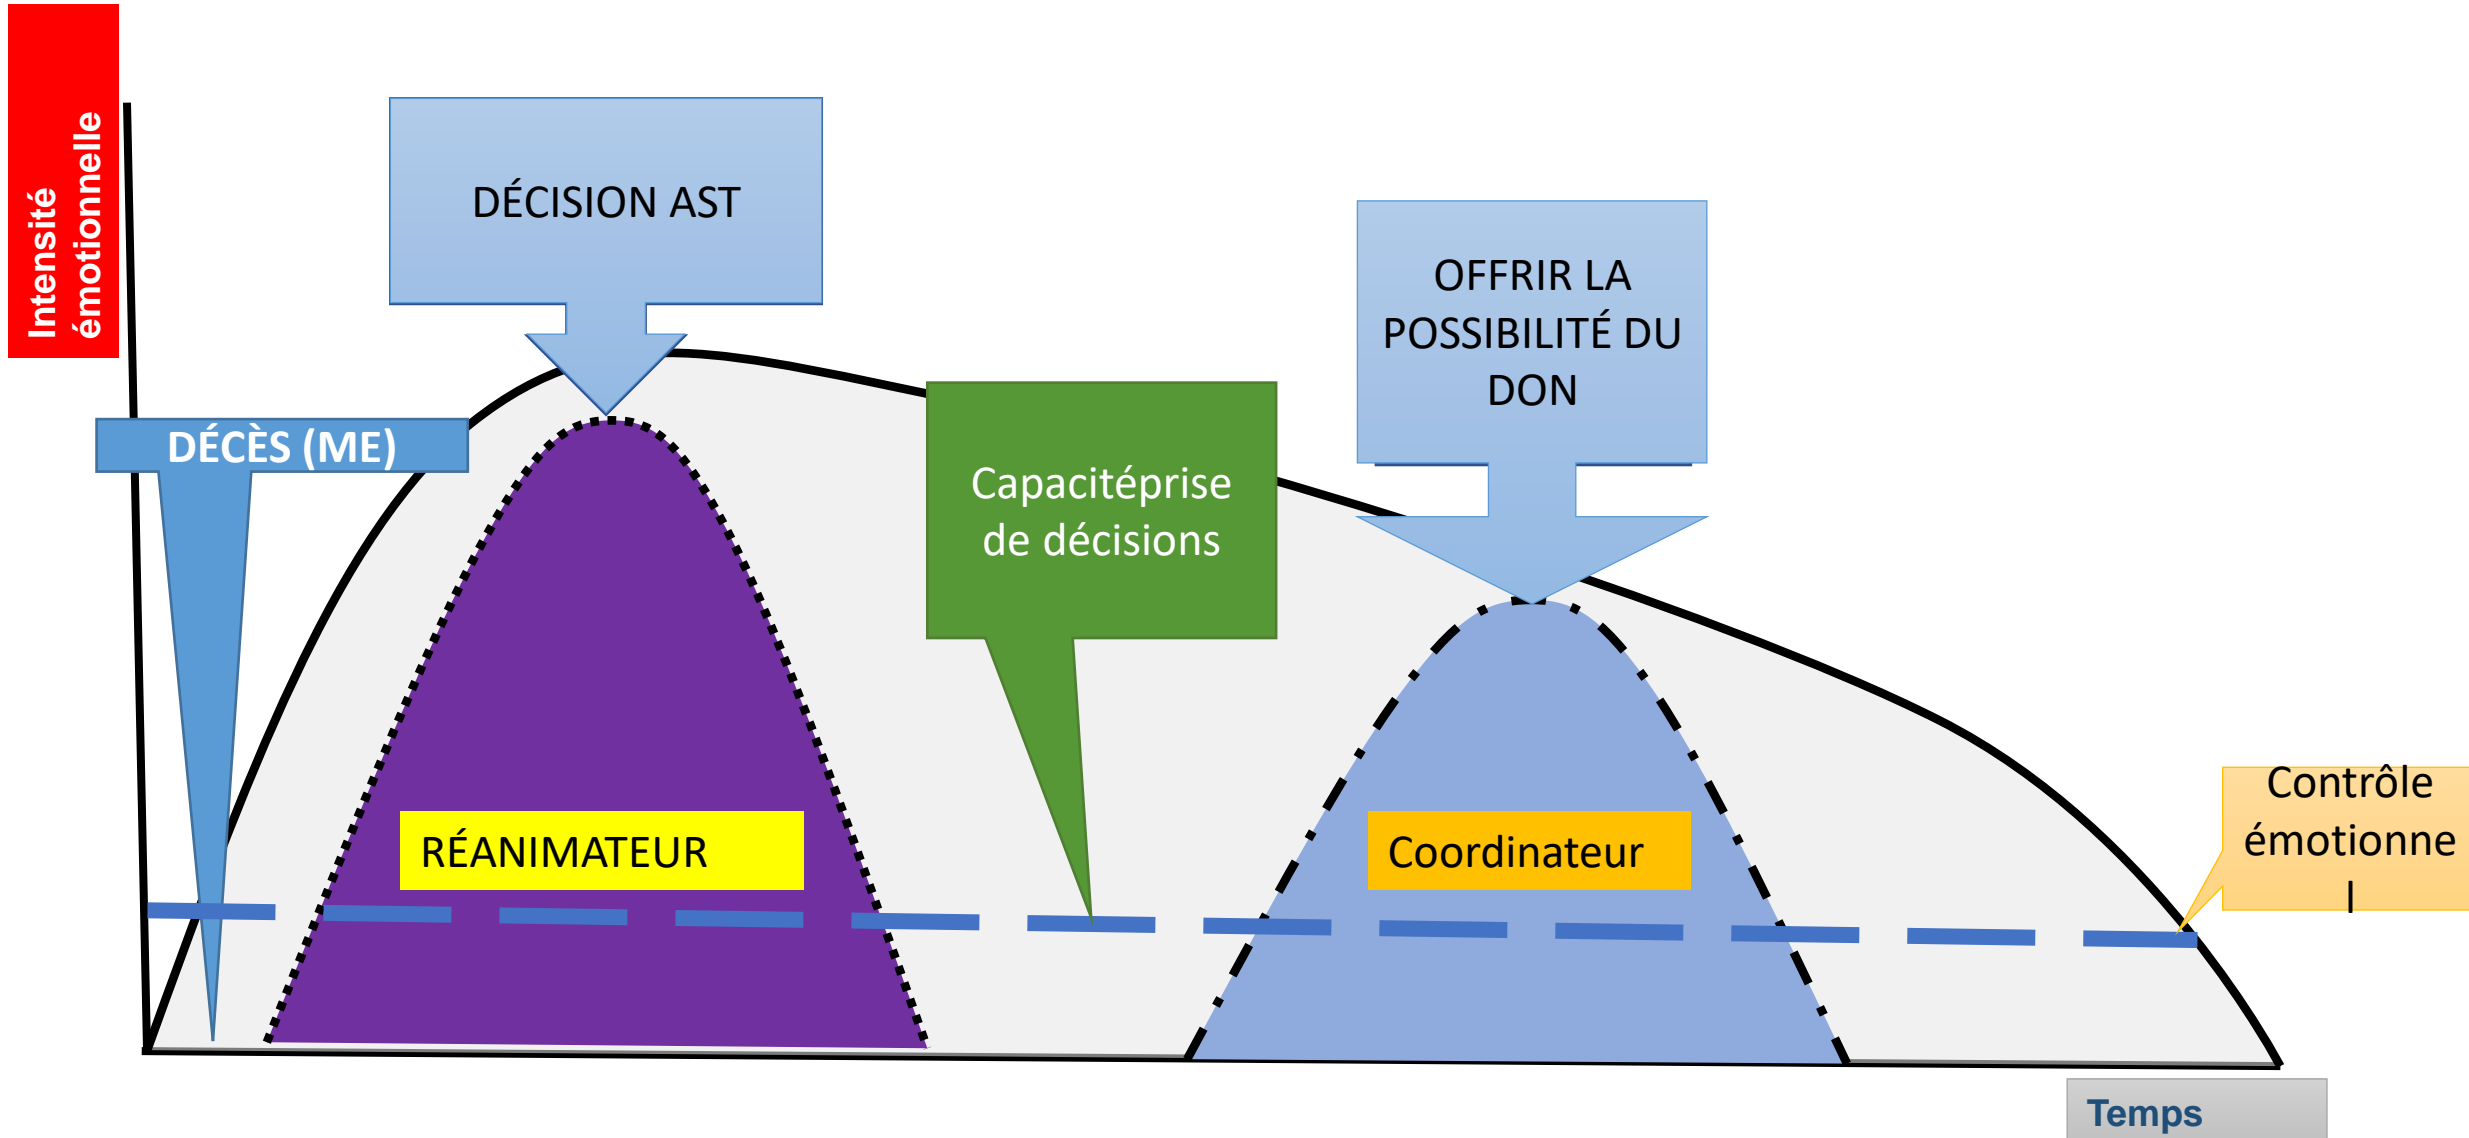 Intensité
émotionnelle
DÉCISION AST
OFFRIR LA
POSSIBILITÉ DU
DON
DÉCÈS (ME)
Capacitéprise
de décisions
RÉANIMATEUR
Coordinateur
Contrôle
émotionne
l
Temps